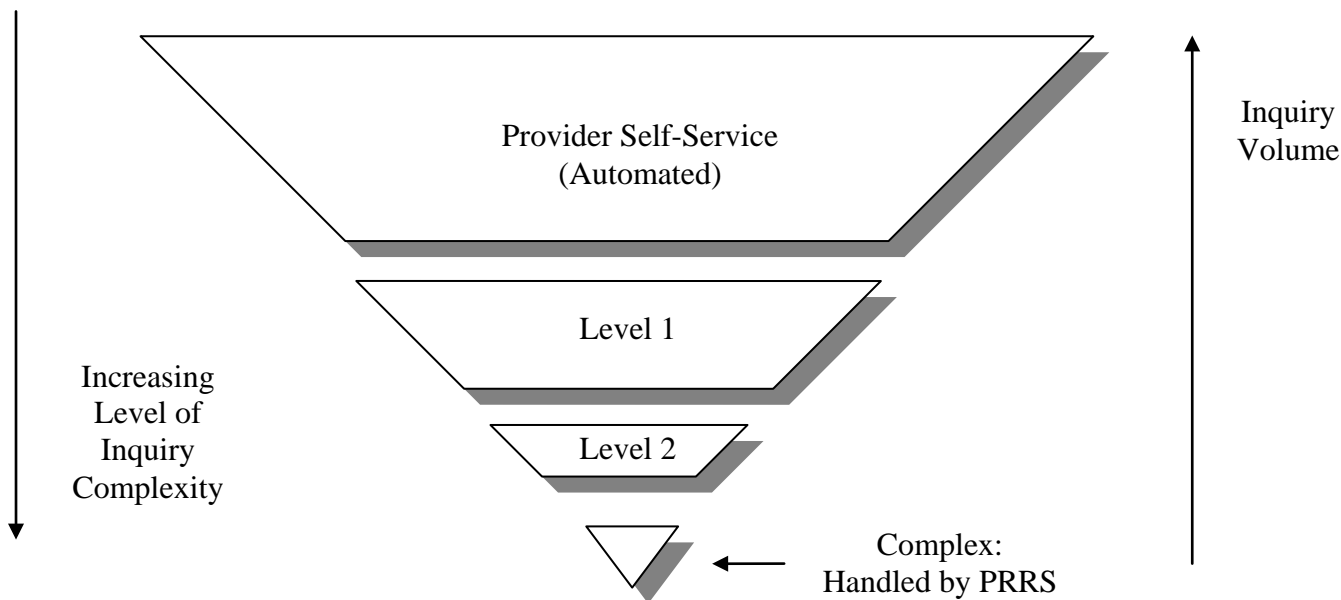 Provider Self-Service
(Automated)
Inquiry
Volume
Level 1
Increasing
Level of
Inquiry
Complexity
Level 2
Complex:
Handled by PRRS